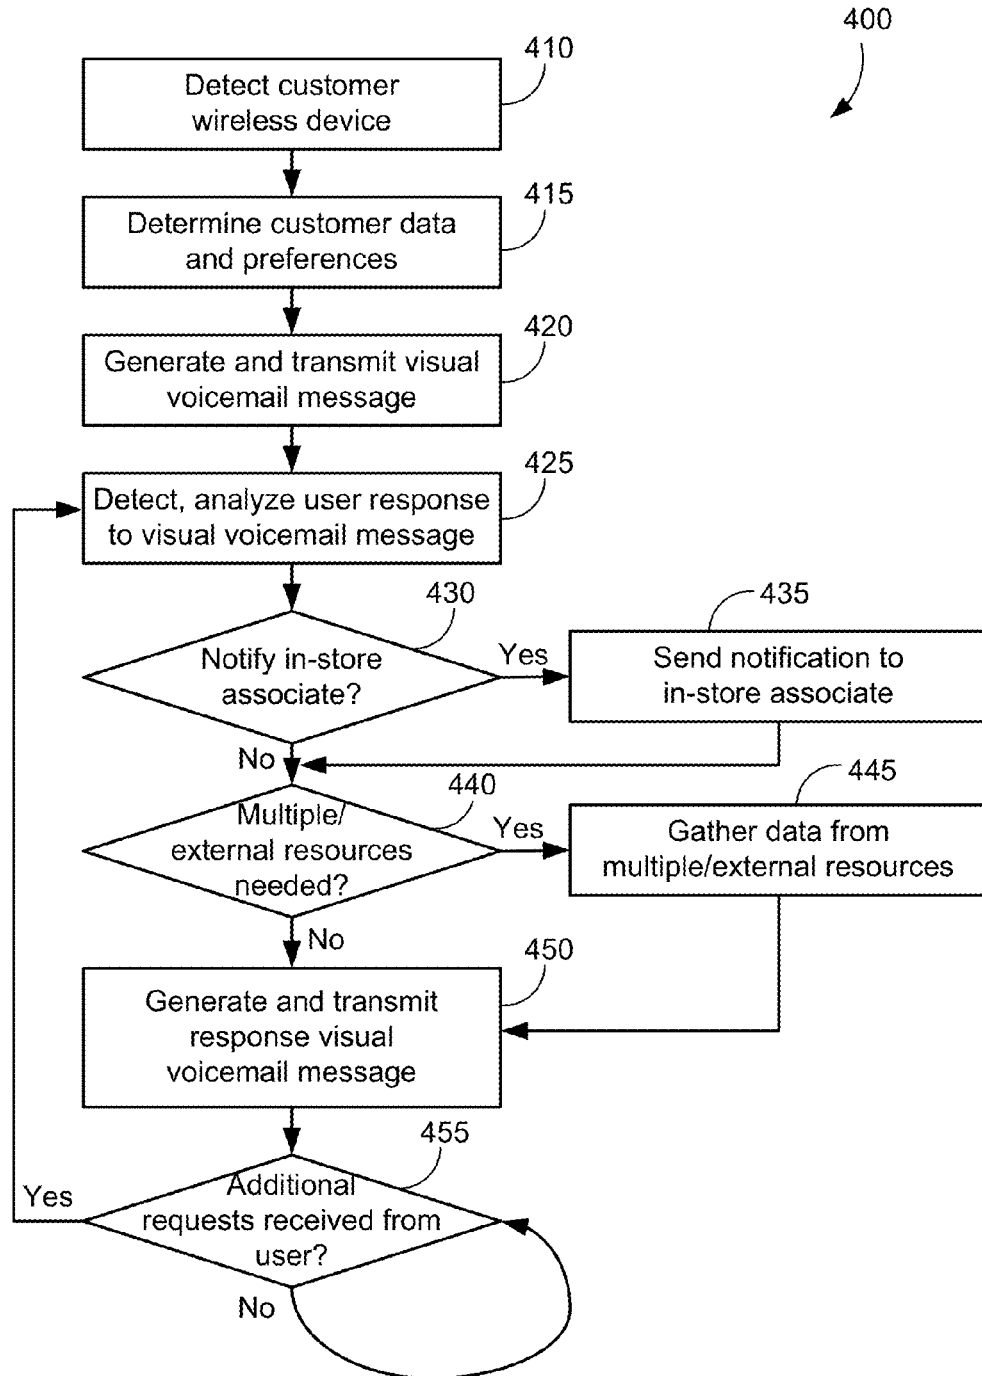 400
410
Detect customer
wireless device
415
Determine customer data
and preferences
420
Generate and transmit visual
voicemail message
425
Detect, analyze user response
to visual voicemail message
430
Notify in-store
associate?
Yes
435
Send notification to
in-store associate
No
440
Multiple/
external resources
needed?
Yes
445
Gather data from
multiple/external resources
No
450
Generate and transmit
response visual
voicemail message
455
Additional
requests received from
user?
Yes
No